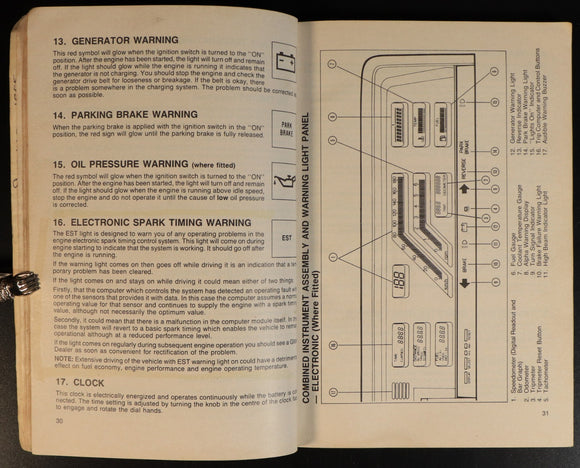 13. GENERATOR WARNING
This red symbol will glow when the ignition switch is turned to the "ON"
position. After the engine has been started, the light will turn off and remain
off. If the light should glow while the engine is running it indicates that
the generator is not charging. You should stop the engine and check the
generator drive belt for looseness or breakage. If the belt is okay, there
is a problem somewhere in the charging system. The problem should be corrected
soon as possible.
14. PARKING BRAKE WARNING
When the parking brake is applied with the ignition switch in the "ON"
position, the red sign will glow until the parking brake is fully released.
PARK
BRAKE
15. OIL PRESSURE WARNING (where fitted)
The red symbol will glow when the ignition switch is turned to the "ON"
position. After the engine has been started, the light will turn off and remain
off. If the light should glow when the engine is running above idle speed,
stop the engine and do not operate it until the cause of low oil pressure
is corrected.
16. ELECTRONIC SPARK TIMING WARNING
The EST light is designed to warn you of any operating problems in the
engine electronic spark timing control system. This light will come on during
engine starting to indicate that the system is working. It should go off after
the engine is running.
EST
If the warning light comes on then goes off while driving it is an indication that a tem
porary problem has been cleared.
If the light comes on and stays on while driving it could mean either of two things
Firstly, that the computer which controls the system has detected an operating fault in
one of the sensors that provides it with data. In this case the computer assumes a normal
operating value for that sensor and continues to supply the engine with a spark timing
value, although not necessarily the optimum value.
Secondly, it could mean that there is a malfunction in the computer module itself. In this
case the system will revert to a basic spark timing which enables the vehicle to remain
operational although at a reduced performance level.
If the light comes on regularly during subsequent engine operation you should see a
Dealer as soon as convenient for rectification of the problem.
NOTE: Extensive driving of the vehicle with EST warning light on could have a detrimental
effect on fuel economy, engine performance and engine operating temperature.
17. CLOCK
This clock is electrically energized and operates continuously while the battery is con
nected. The time setting is adjusted by turning the knob in the centre of the clock
to engage and rotate the dial hands.
30
COMBINED INSTRUMENT ASSEMBLY AND WARNING LIGHT PANEL
— ELECTRONIC (Where Fitted)
TEMP
FUEL
188
BRAKE
REVERSE
PARK
BRAKE
1. Speedometer (Digital Readout and
Bar Graph)
2. Odometer
3. Tripmeter
4. Tripmeter Reset Button
5. Tachometer
6. Fuel Gauge
7. Coolant Temperature Gauge
8. Alpha Warning Display
9. Turn Signal Indicator
10. Brake Failure Warning Light
11. High Beam Indicator Light
12. Generator Warning Light
13. Reverse Indicator
14. Park Brake Warning Light
15. "Lights On" Indicator
16. Trip Computer and Control Buttons
17. Audible Warning Buzzer
31